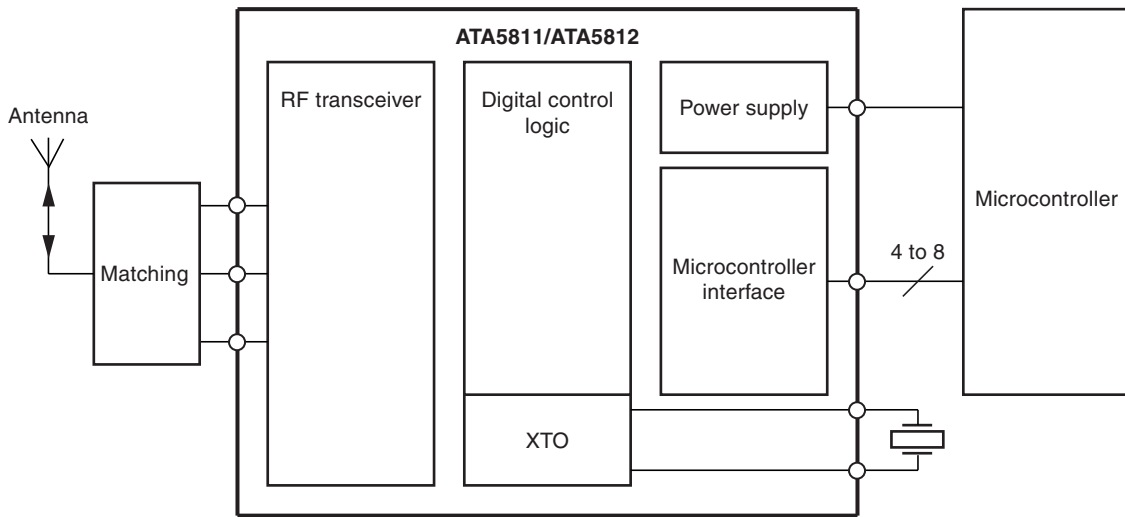 ATA5811/ATA5812
RF transceiver
Digital control
logic
Power supply
Antenna
Microcontroller
4 to 8
Matching
Microcontroller
interface
XTO